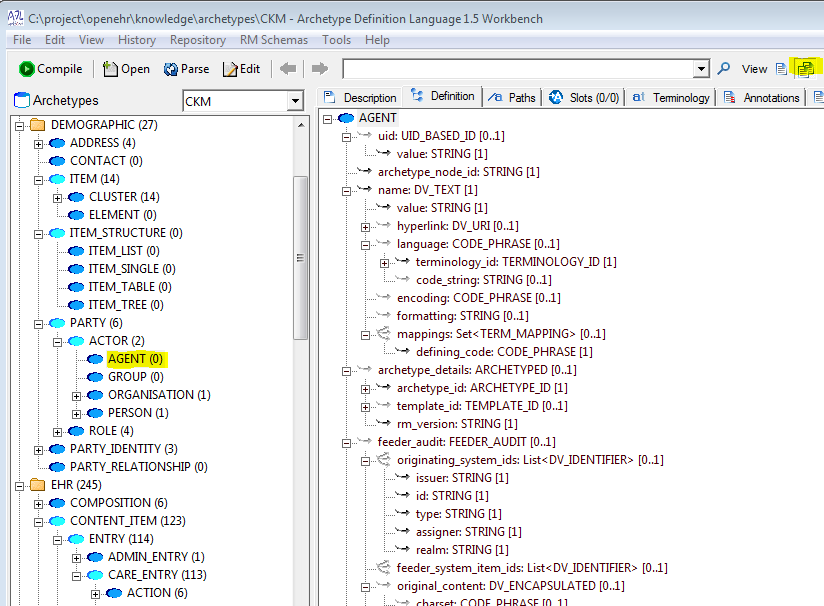 C:\project\openehr\knowledge\archetypes\CKM - Archetype Definition Language 1.5 Workbench
File Edit View History Repository RM Schemas Tools Help
Compile Open Parse Edit View
Archetypes CKM
DEMOGRAPHIC (27)
ADDRESS (4)
CONTACT (0)
ITEM (14)
CLUSTER (14)
ELEMENT (0)
ITEM_STRUCTURE (0)
ITEM_LIST (0)
ITEM_SINGLE (0)
ITEM_TABLE (0)
ITEM_TREE (0)
PARTY (6)
ACTOR (2)
AGENT (0)
GROUP (0)
ORGANISATION (1)
PERSON (1)
ROLE (4)
PARTY_IDENTITY (3)
PARTY_RELATIONSHIP (0)
EHR (245)
COMPOSITION (6)
CONTENT_ITEM (123)
ENTRY (114)
ADMIN_ENTRY (1)
CARE_ENTRY (113)
ACTION (6)
Description Definition Paths Slots (0/0) Terminology Annotations
AGENT
uid: UID_BASED_ID [0..1]
value: STRING [1]
archetype_node_id: STRING [1]
name: DV_TEXT [1]
value: STRING [1]
hyperlink: DV_URI [0..1]
language: CODE_PHRASE [0..1]
terminology_id: TERMINOLOGY_ID [1]
code_string: STRING [0..1]
encoding: CODE_PHRASE [0..1]
formatting: STRING [0..1]
mappings: Set<TERM_MAPPING> [0..1]
defining_code: CODE_PHRASE [1]
archetype_details: ARCHETYPED [0..1]
archetype_id: ARCHETYPE_ID [1]
template_id: TEMPLATE_ID [0..1]
rm_version: STRING [1]
feeder_audit: FEEDER_AUDIT [0..1]
originating_system_ids: List<DV_IDENTIFIER> [0..1]
issuer: STRING [1]
id: STRING [1]
type: STRING [1]
assigner: STRING [1]
realm: STRING [1]
feeder_system_item_ids: List<DV_IDENTIFIER> [0..1]
original_content: DV_ENCAPSULATED [0..1]
charset: CODE_PHRASE [0..1]